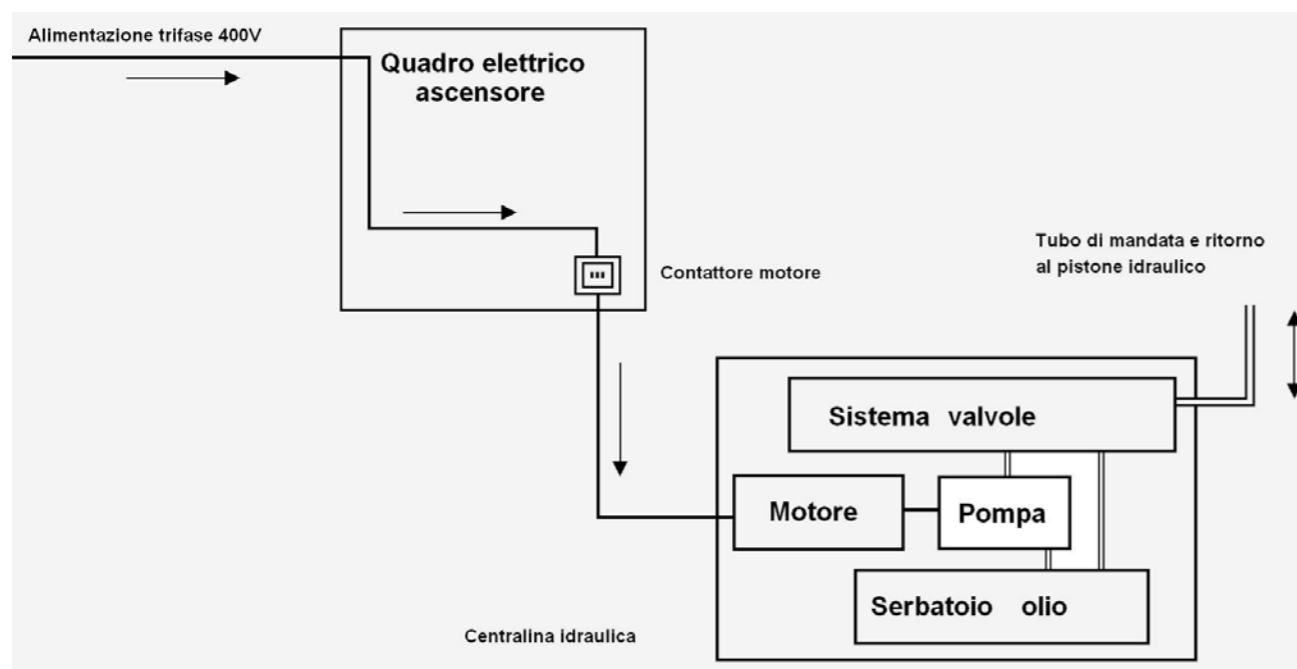 Alimentazione trifase 400V
Quadro elettrico
ascensore
Tubo di mandata e ritorno
al pistone idraulico
Contattore motore
Sistema valvole
Motore
Pompa
Serbatoio olio
Centralina idraulica